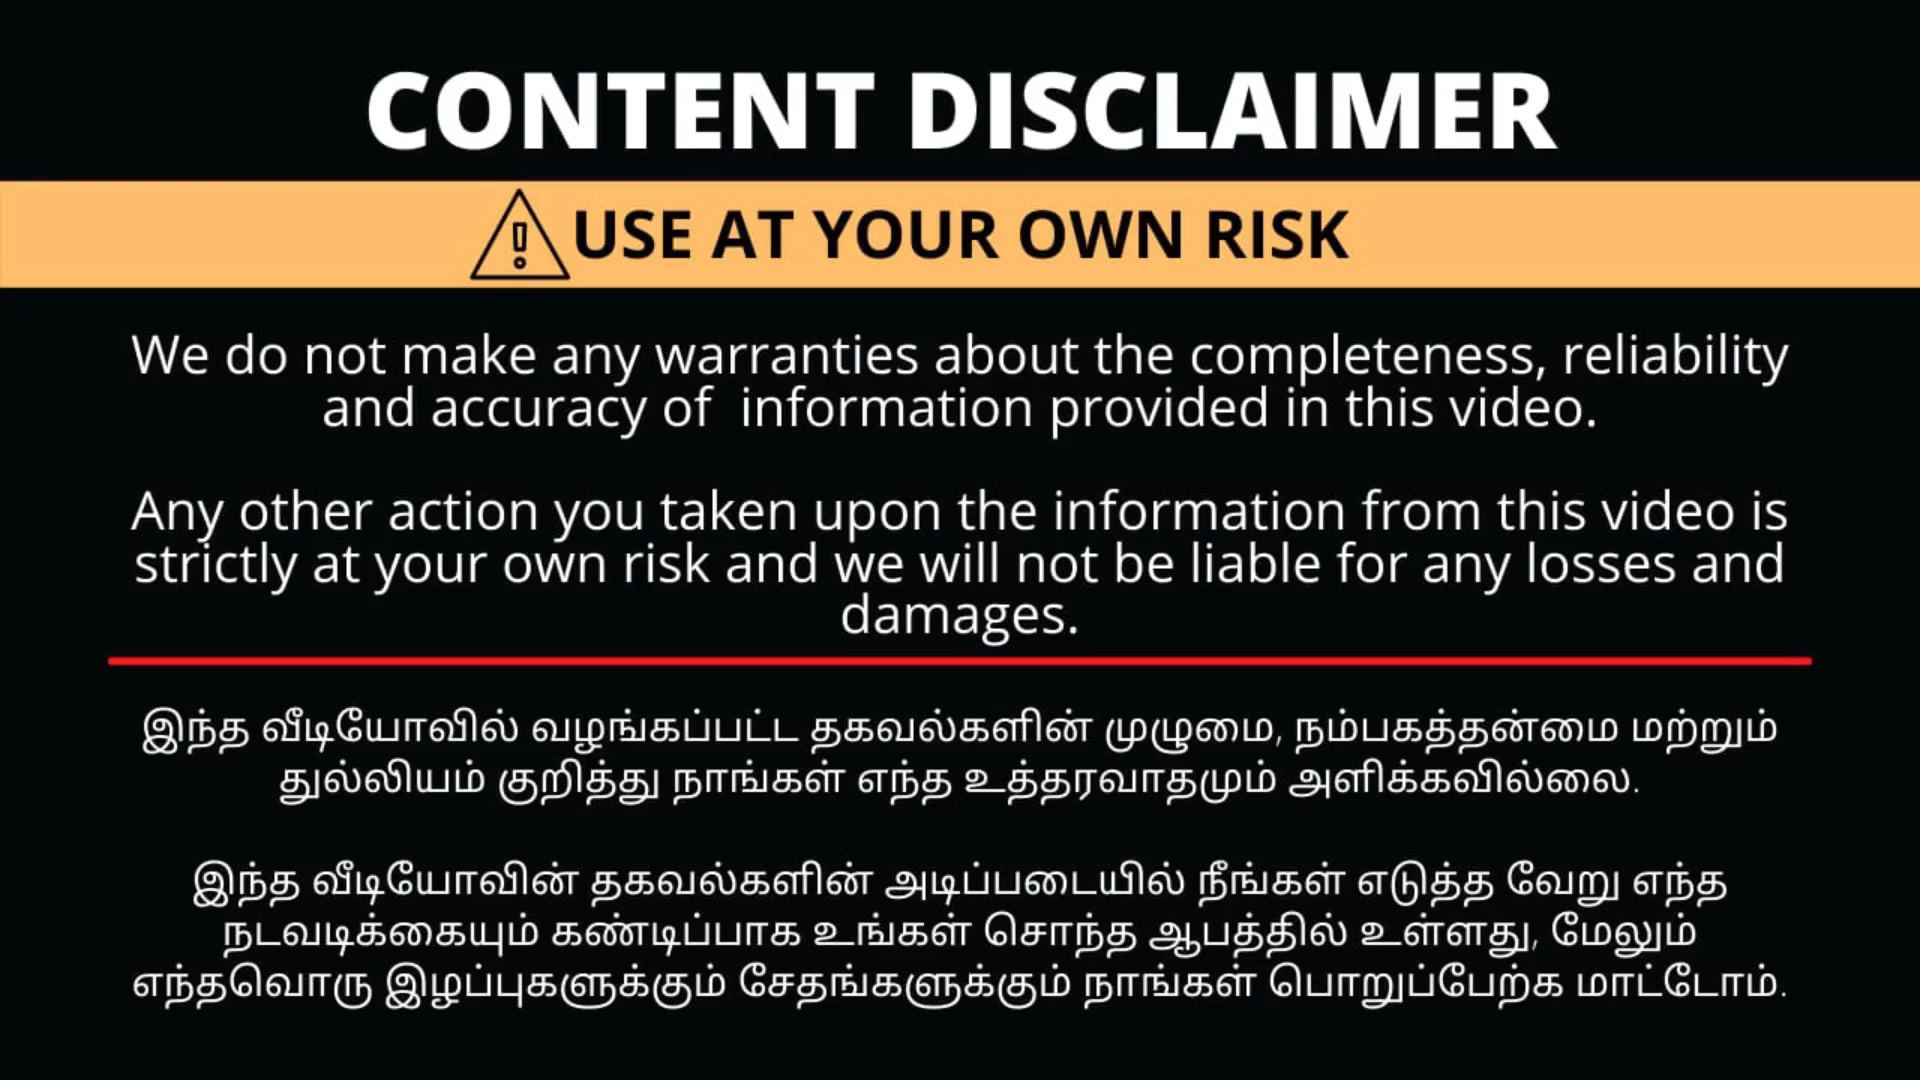 CONTENT DISCLAIMER
USE AT YOUR OWN RISK
We do not make any warranties about the completeness, reliability
and accuracy of  information provided in this video.
Any other action you taken upon the information from this video is
strictly at your own risk and we will not be liable for any losses and
damages.
இந்த வீடியோவில் வழங்கப்பட்ட தகவல்களின் முழுமை, நம்பகத்தன்மை மற்றும்
துல்லியம் குறித்து நாங்கள் எந்த உத்தரவாதமும் அளிக்கவில்லை.
இந்த வீடியோவின் தகவல்களின் அடிப்படையில் நீங்கள் எடுத்த வேறு எந்த
நடவடிக்கையும் கண்டிப்பாக உங்கள் சொந்த ஆபத்தில் உள்ளது, மேலும்
எந்தவொரு இழப்புகளுக்கும் சேதங்களுக்கும் நாங்கள் பொறுப்பேற்க மாட்டோம்.